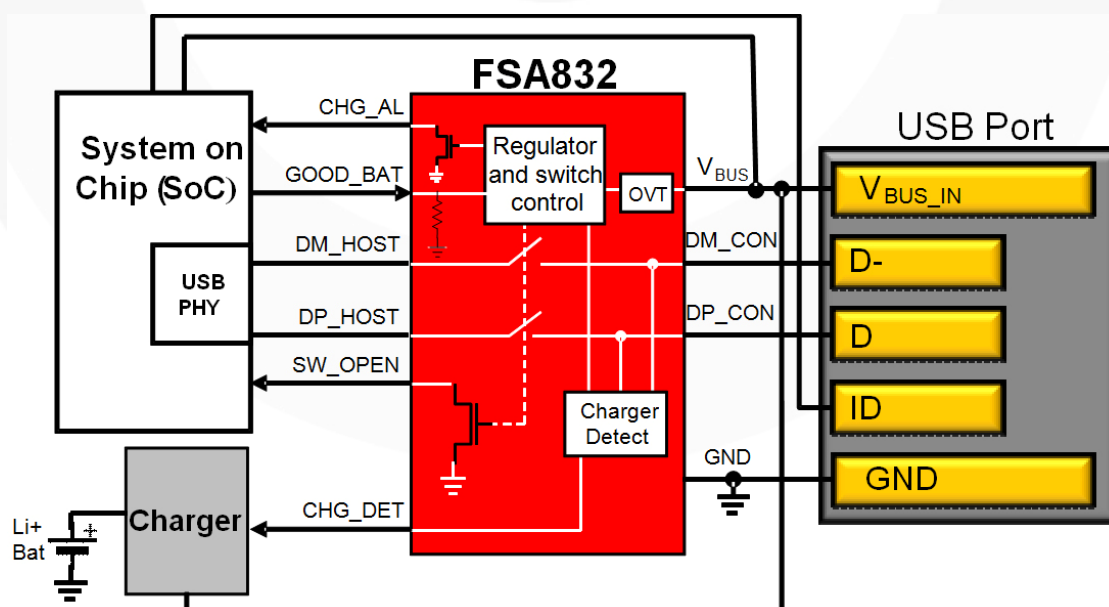 FSA832
USB Port
System on
Chip (SoC)
USB
PHY
CHG_AL
GOOD_BAT
DM_HOST
DP_HOST
SW_OPEN
CHG_DET
Regulator
and switch
control
OVT
Charger
Detect
VBUS
DM_CON
DP_CON
GND
VBUS_IN
D-
D
ID
GND
Charger
Li+
Bat
+